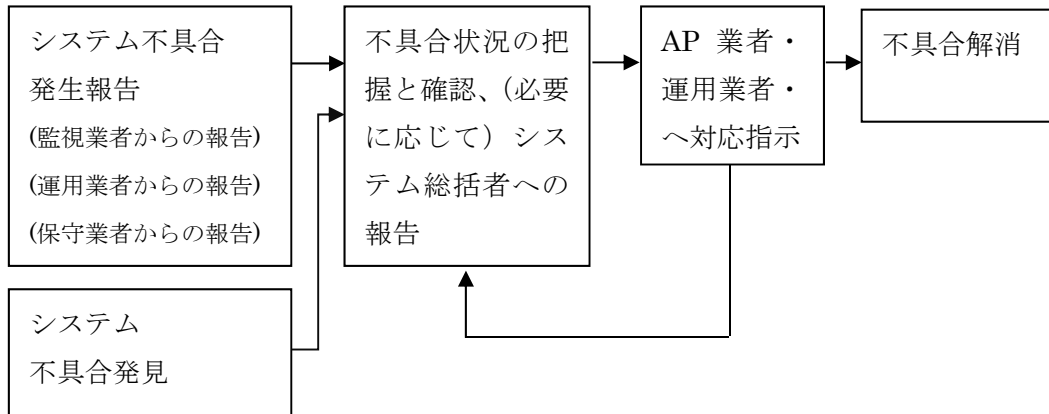 システム不具合
発生報告
(監視業者からの報告)
(運用業者からの報告)
(保守業者からの報告)
システム
不具合発見
不具合状況の把
握と確認、（必要
に応じて）シス
テム総括者への
報告
AP 業者・
運用業者・
へ対応指示
不具合解消